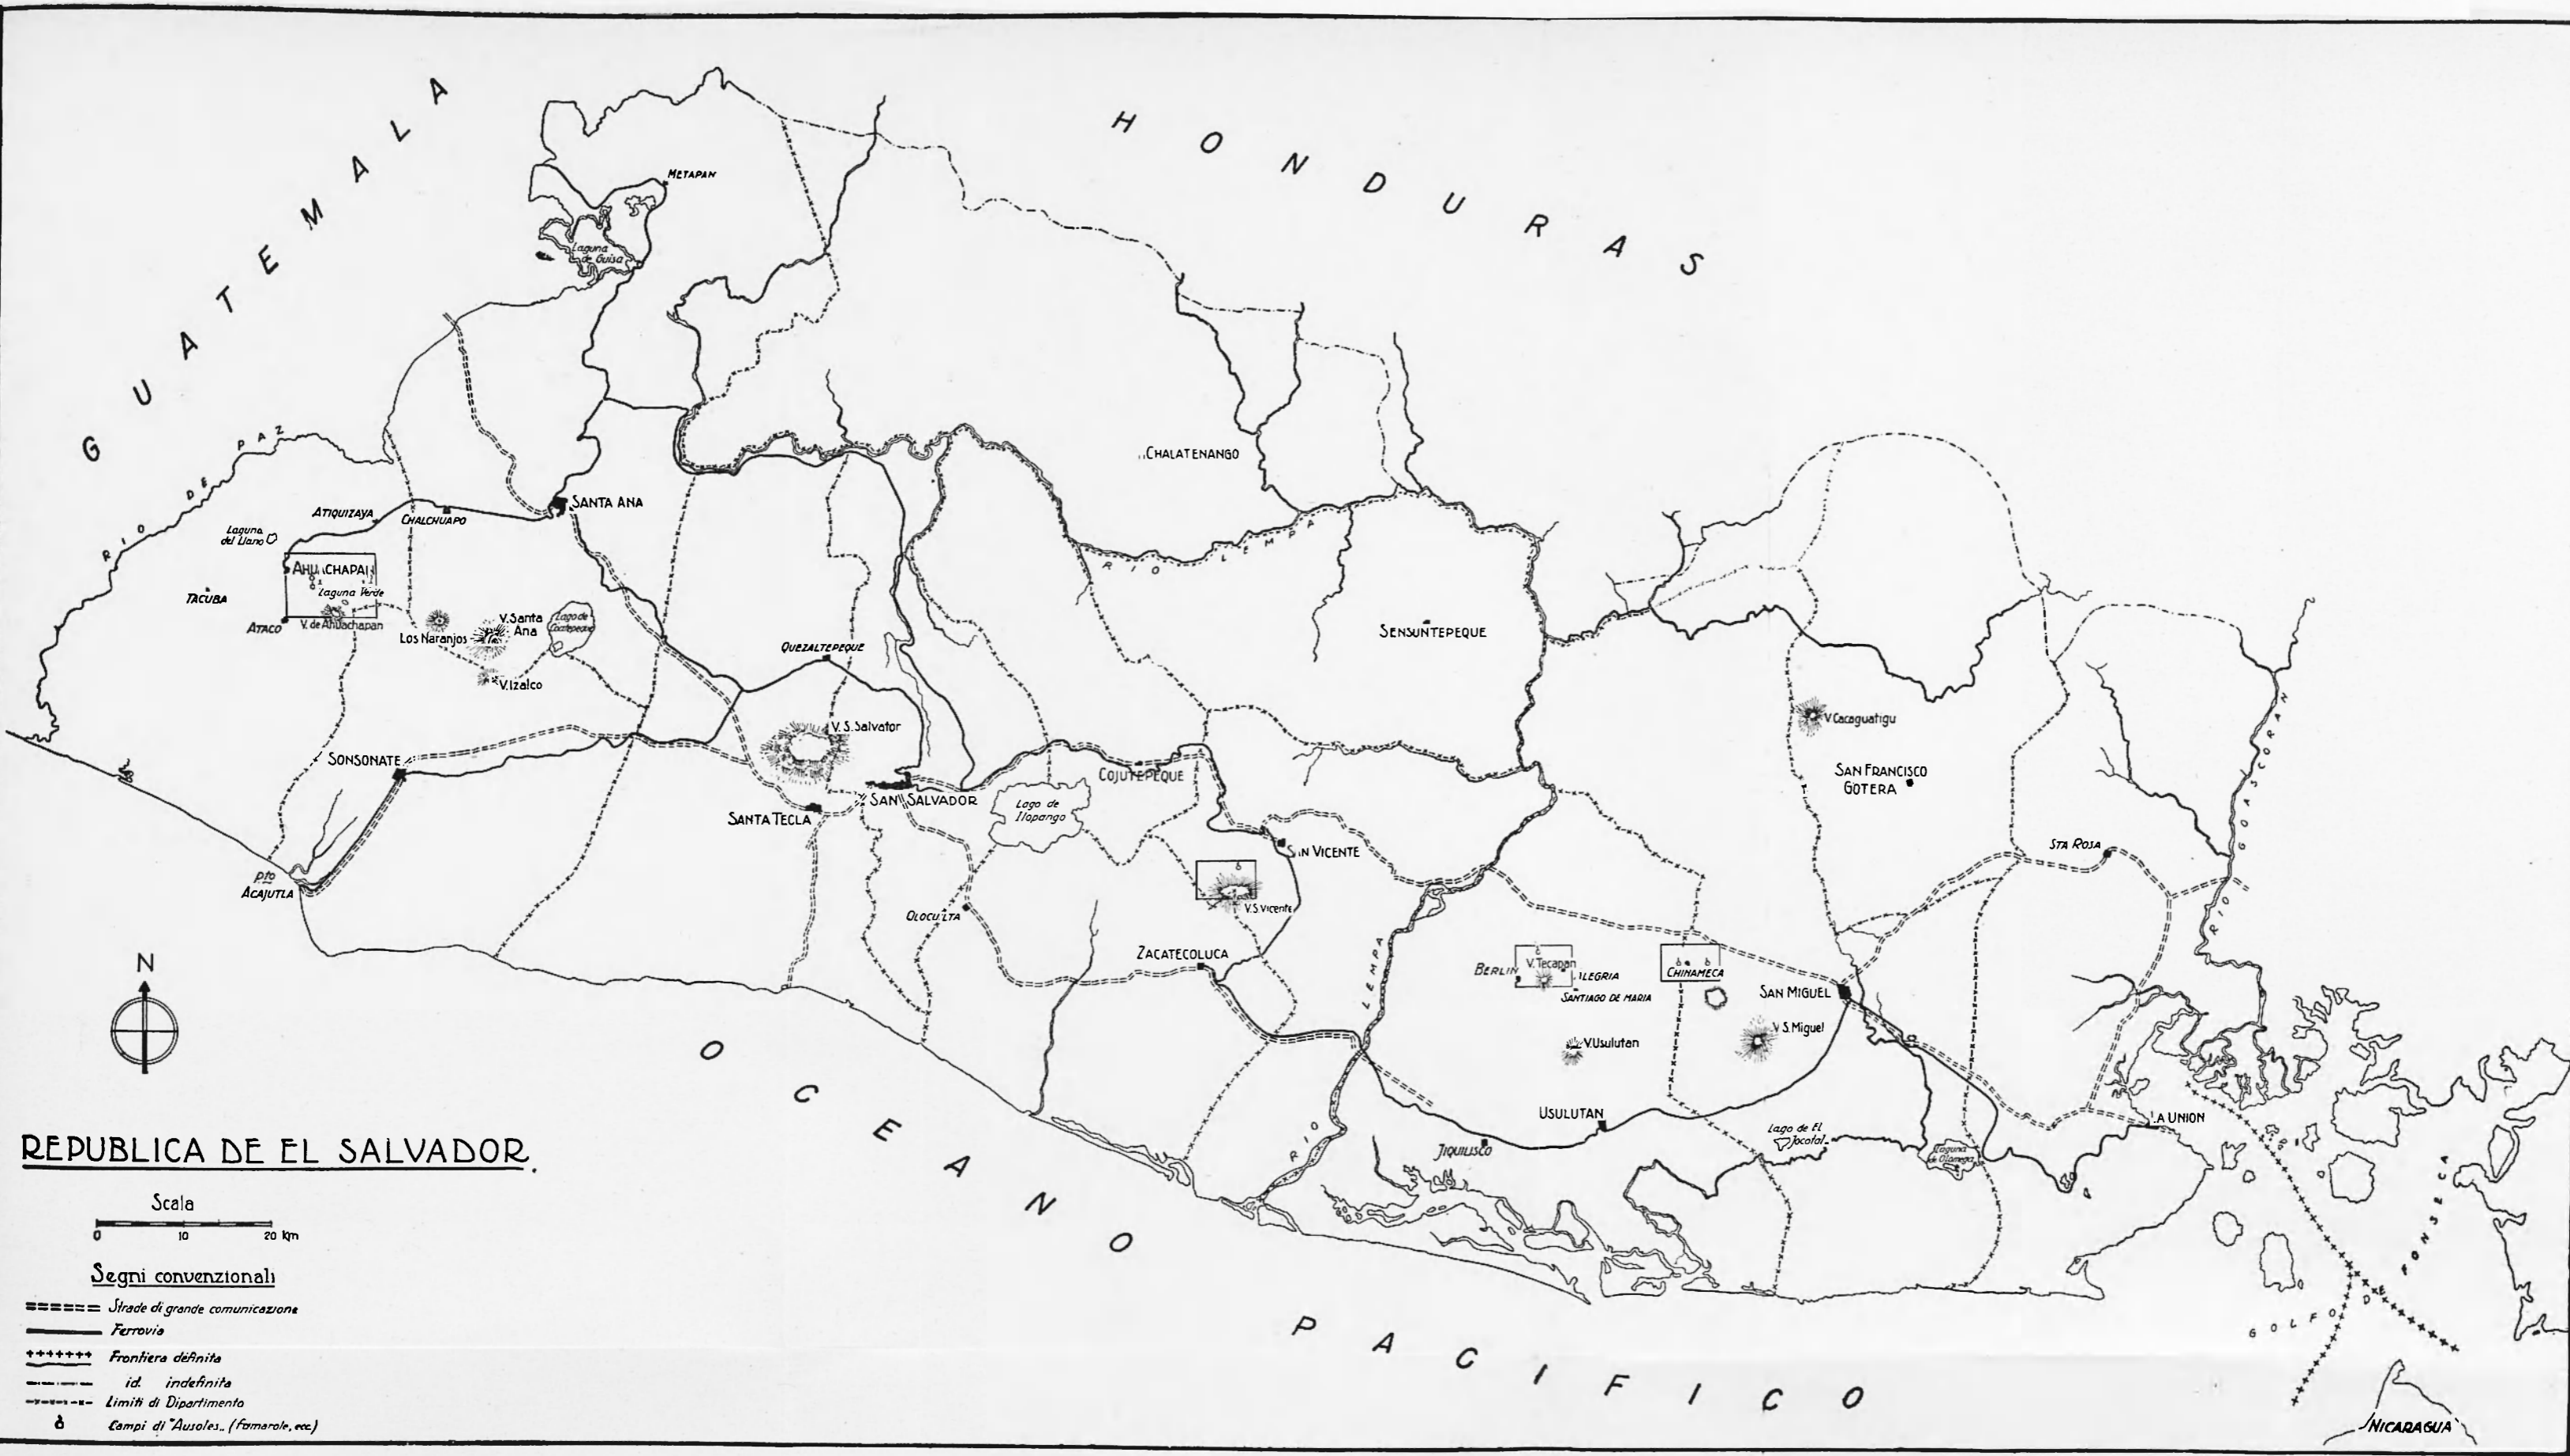 GUATEMALA
HONDURAS
METAPAN
Laguna
de Guisa
RIO DE PAZ
CHALATENANGO
SANTA ANA
ATIQUIZAYA
CHALCHUAPO
Laguna
del Llano
RIO LEMPA
AHUACHAPAN
Laguna Verde
TACUBA
ATACO
V. de Ahuachapan
Los Naranjos
V. Santa
Ana
Lago de
Coatepeque
V. Izalco
QUEZALTEPEQUE
SENSUNTEPEQUE
V. S. Salvator
V. Cacaguatigu
RIO GOASCORAN
SONSONATE
COJUTEPEQUE
SAN FRANCISCO
GOTERA
SAN SALVADOR
Lago de
Ilopango
SANTA TECLA
SAN VICENTE
STA ROSA
Pto
ACAJUTLA
V. S. Vicente
OLOCUILTA
ZACATECOLUCA
RIO LEMPA
BERLIN
V. Tecapan
ALEGRIA
SANTIAGO DE MARIA
CHINAMECA
SAN MIGUEL
V. S. Miguel
V. Usulutan
N
OCEANO PACIFICO
USULUTAN
JIQUILISCO
Lago de El
Jocotal
Laguna
de Olomega
LA UNION
GOLFO DE FONSECA
NICARAGUA
REPUBLICA DE EL SALVADOR.
Scala
0 10 20 Km
Segni convenzionali
Strade di grande comunicazione
Ferrovia
Frontiera definita
id. indefinita
Limiti di Dipartimento
Campi di "Ausoles„ (fumarole, ecc)